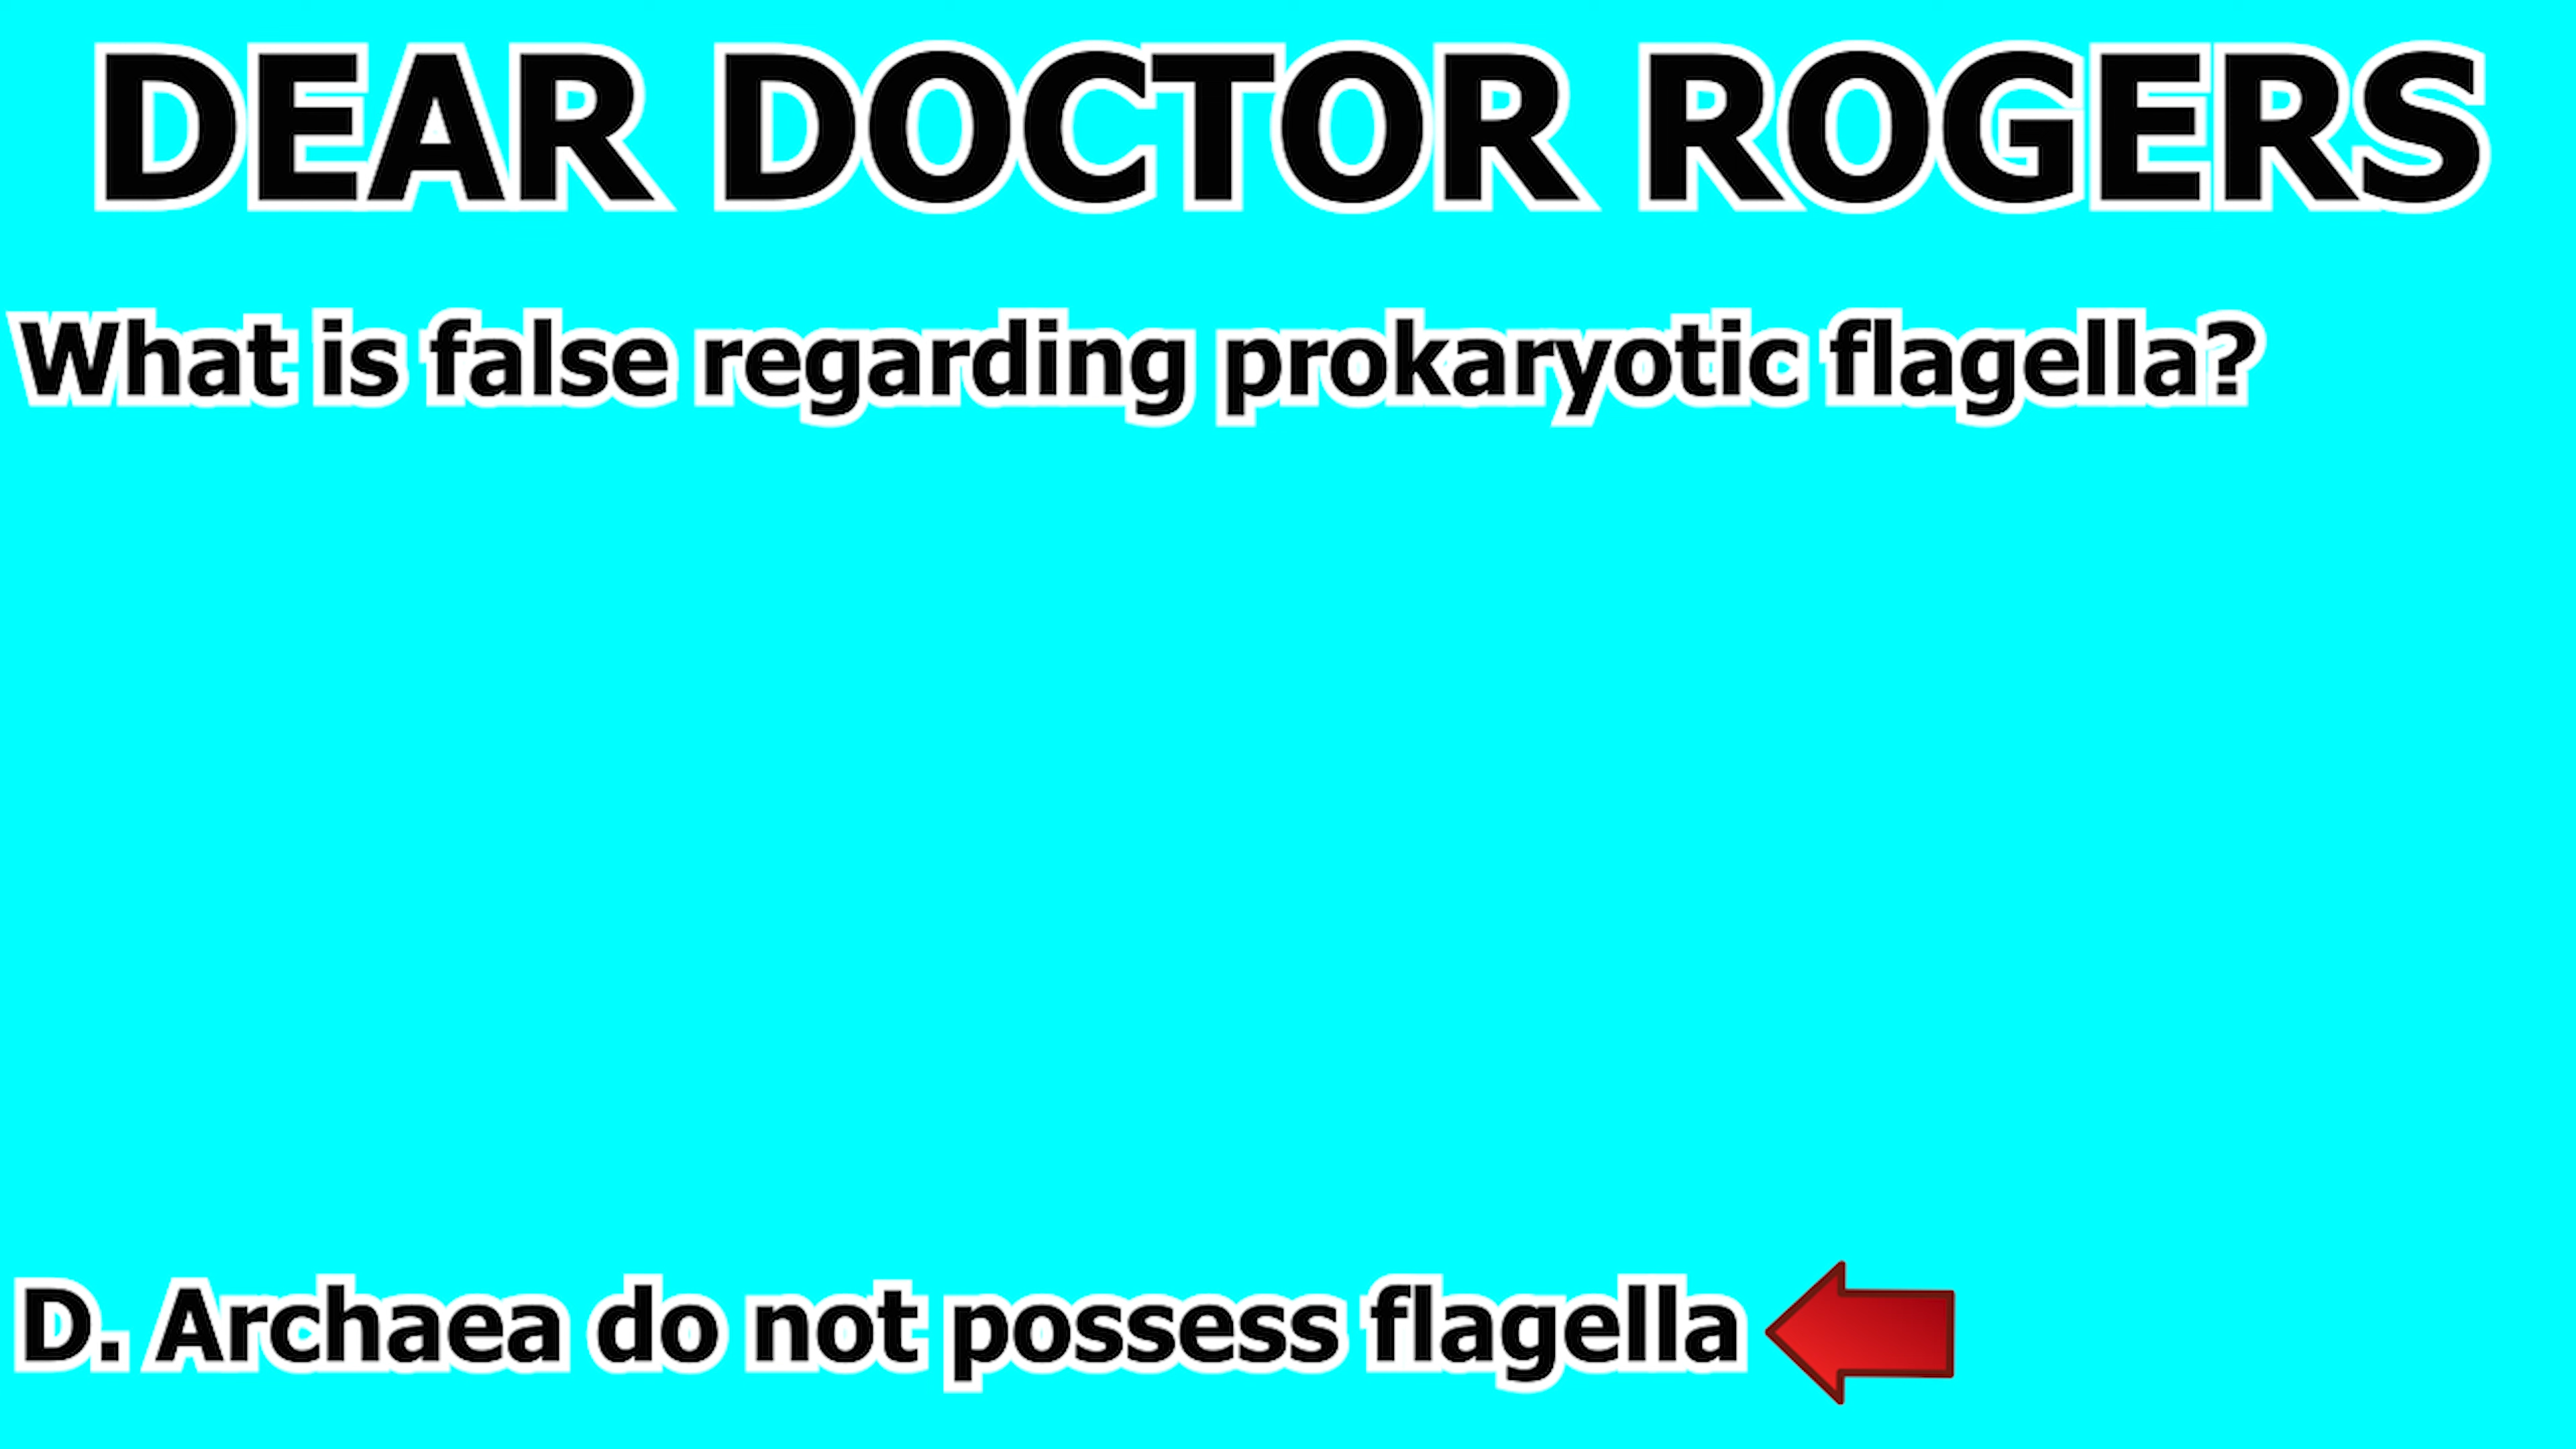 DEAR DOCTOR ROGERS
What is false regarding prokaryotic flagella?
D. Archaea do not possess flagella